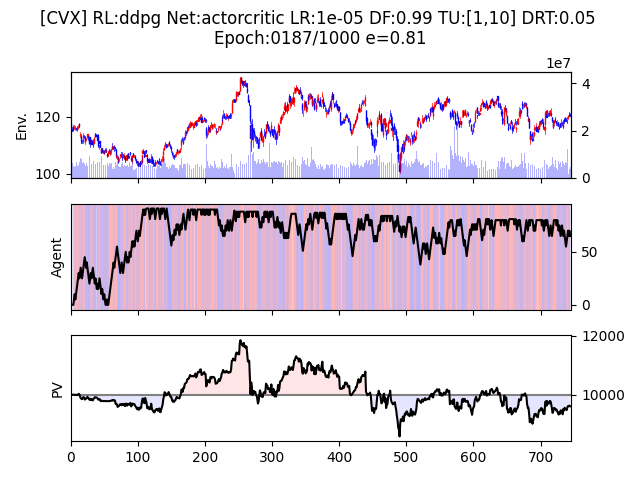 [CVX] RL:ddpg Net:actorcritic LR:1e-05 DF:0.99 TU:[1,10] DRT:0.05
Epoch:0187/1000 e=0.81
1e7
Env.
120
100
4
2
0
Agent
50
0
PV
12000
10000
0 100 200 300 400 500 600 700